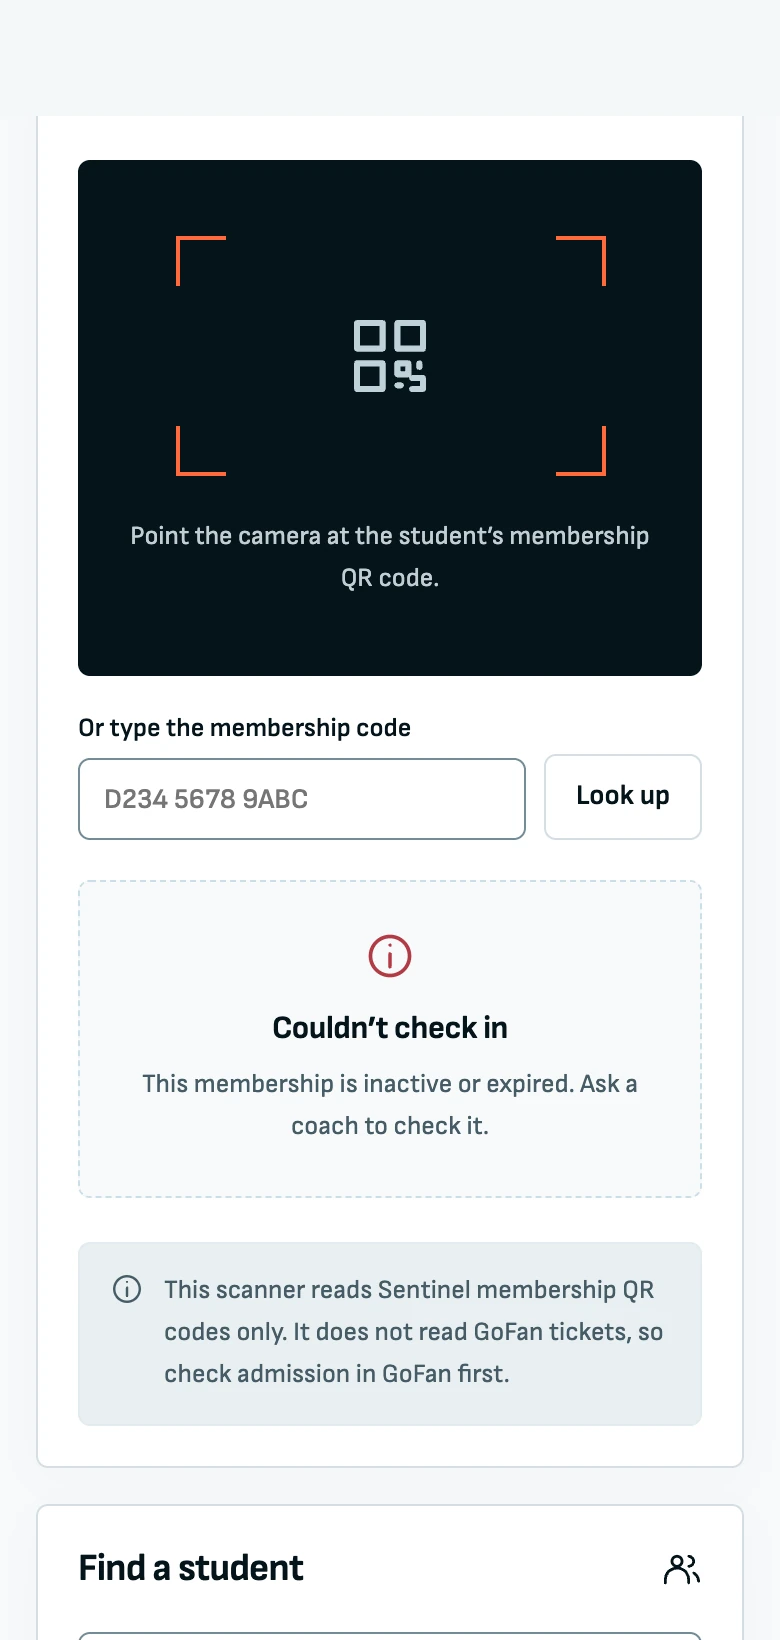 Point the camera at the student’s membership
QR code.
Or type the membership code
D234 5678 9ABC
Look up
Couldn’t check in
This membership is inactive or expired. Ask a
coach to check it.
This scanner reads Sentinel membership QR
codes only. It does not read GoFan tickets, so
check admission in GoFan first.
Find a student